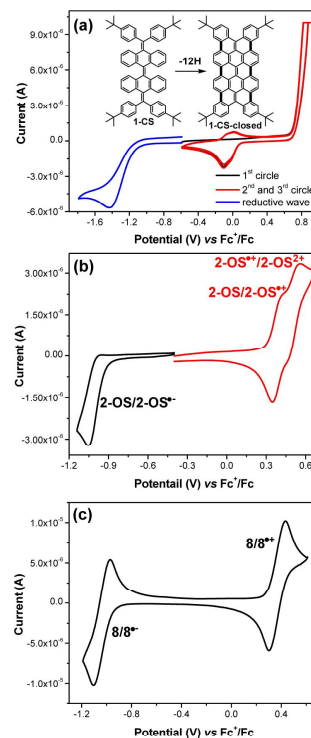 (a)
-12H
1-CS
1-CS-closed
9.0x10⁻⁶
6.0x10⁻⁶
3.0x10⁻⁶
0.0
-3.0x10⁻⁶
-6.0x10⁻⁶
Current (A)
1ˢᵗ circle
2ⁿᵈ and 3ʳᵈ circle
reductive wave
-1.8 -1.2 -0.6 0.0 0.6
Potential (V) vs Fc⁺/Fc
(b)
2-OS•⁺/2-OS²⁺
2-OS/2-OS•⁺
2-OS/2-OS•⁻
3.00x10⁻⁶
1.50x10⁻⁶
0.00
-1.50x10⁻⁶
-3.00x10⁻⁶
Current (A)
-1.2 -0.9 -0.6 -0.3 0.0 0.3 0.6
Potentail (V) vs Fc⁺/Fc
(c)
8/8•⁺
8/8•⁻
1.0x10⁻⁵
5.0x10⁻⁶
0.0
-5.0x10⁻⁶
-1.0x10⁻⁵
Current (A)
-1.2 -0.8 -0.4 0.0 0.4
Potential (V) vs Fc⁺/Fc